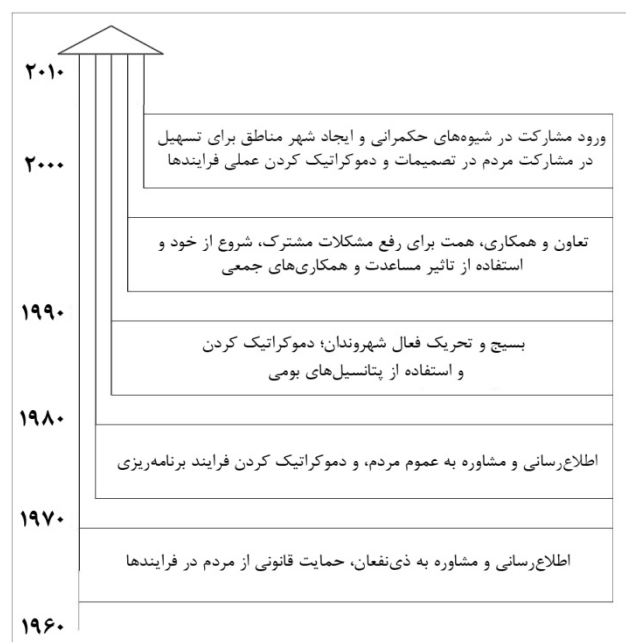 ۲۰۱۰
ورود مشارکت در شیوه‌های حکمرانی و ایجاد شهر مناطق برای تسهیل
در مشارکت مردم در تصمیمات و دموکراتیک کردن عملی فرایندها
۲۰۰۰
تعاون و همکاری، همت برای رفع مشکلات مشترک، شروع از خود و
استفاده از تاثیر مساعدت و همکاری‌های جمعی
۱۹۹۰
بسیج و تحریک فعال شهروندان؛ دموکراتیک کردن
و استفاده از پتانسیل‌های بومی
۱۹۸۰
اطلاع‌رسانی و مشاوره به عموم مردم، و دموکراتیک کردن فرایند برنامه‌ریزی
۱۹۷۰
اطلاع‌رسانی و مشاوره به ذی‌نفعان، حمایت قانونی از مردم در فرایندها
۱۹۶۰